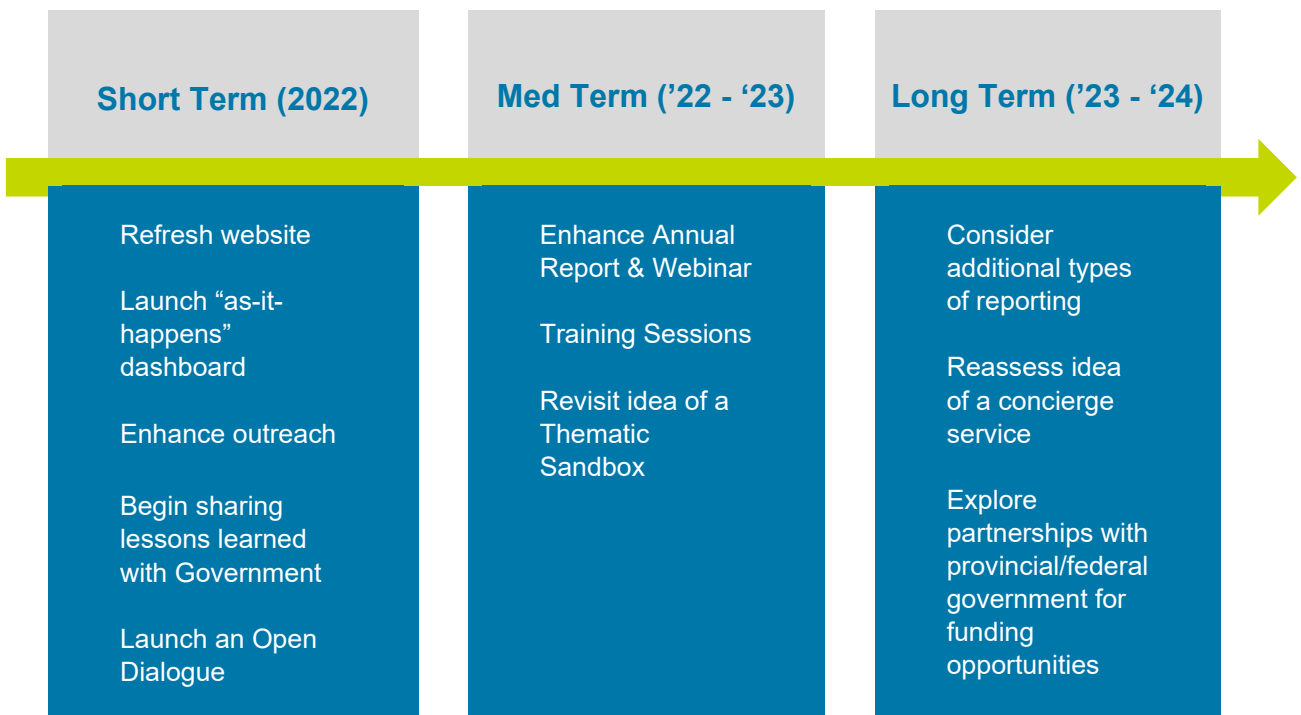 Short Term (2022)
Refresh website
Launch “as-it-
happens”
dashboard
Enhance outreach
Begin sharing
lessons learned
with Government
Launch an Open
Dialogue
Med Term (’22 - ‘23)
Enhance Annual
Report & Webinar
Training Sessions
Revisit idea of a
Thematic
Sandbox
Long Term (’23 - ‘24)
Consider
additional types
of reporting
Reassess idea
of a concierge
service
Explore
partnerships with
provincial/federal
government for
funding
opportunities